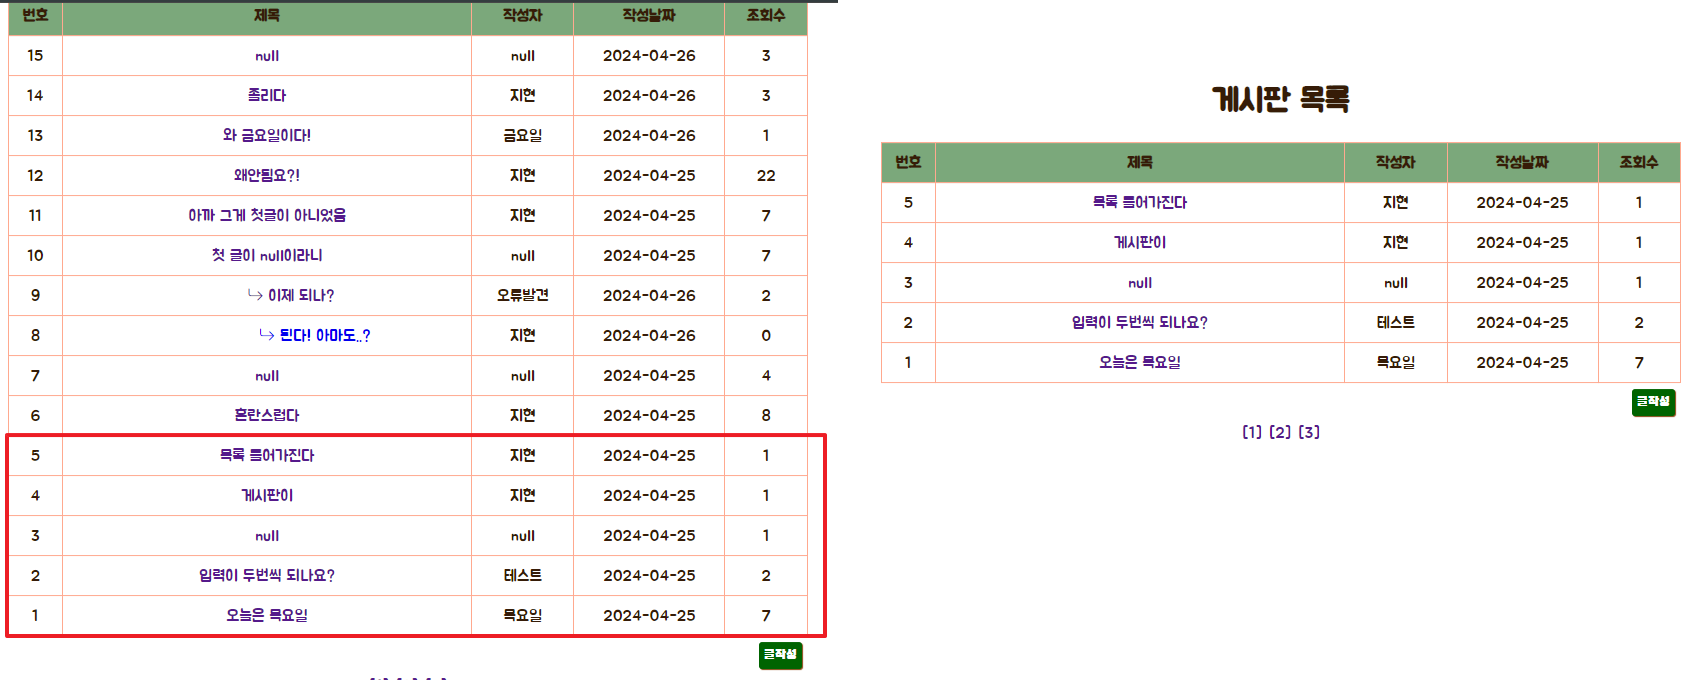 번호 제목 작성자 작성날짜 조회수
15 null null 2024-04-26 3
14 졸리다 지현 2024-04-26 3
13 와 금요일이다! 금요일 2024-04-26 1
12 왜안됨요?! 지현 2024-04-25 22
11 아까 그게 첫글이 아니었음 지현 2024-04-25 7
10 첫 글이 null이라니 null 2024-04-25 7
9 ↳ 이제 되나? 오류발견 2024-04-26 2
8 ↳ 된다! 아마도..? 지현 2024-04-26 0
7 null null 2024-04-25 4
6 혼란스럽다 지현 2024-04-25 8
5 목록 들어가진다 지현 2024-04-25 1
4 게시판이 지현 2024-04-25 1
3 null null 2024-04-25 1
2 입력이 두번씩 되나요? 테스트 2024-04-25 2
1 오늘은 목요일 목요일 2024-04-25 7
글작성
게시판 목록
번호 제목 작성자 작성날짜 조회수
5 목록 들어가진다 지현 2024-04-25 1
4 게시판이 지현 2024-04-25 1
3 null null 2024-04-25 1
2 입력이 두번씩 되나요? 테스트 2024-04-25 2
1 오늘은 목요일 목요일 2024-04-25 7
글작성
[1] [2] [3]